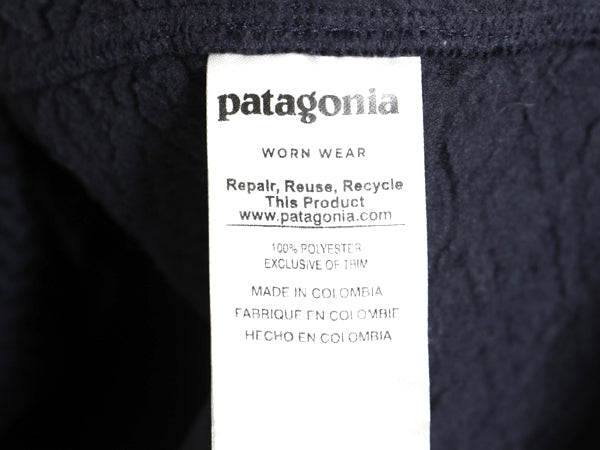 patagonia
WORN WEAR
Repair, Reuse, Recycle
This Product
www.patagonia.com
100% POLYESTER
EXCLUSIVE OF TRIM
MADE IN COLOMBIA
FABRIQUE EN COLOMBIE
HECHO EN COLOMBIA